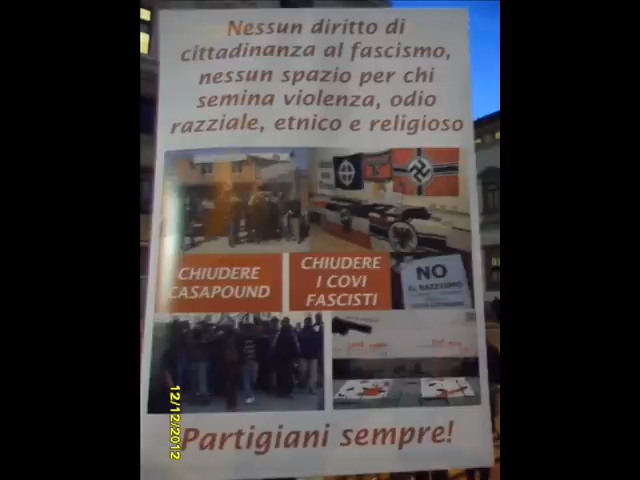 Nessun diritto di
cittadinanza al fascismo,
nessun spazio per chi
semina violenza, odio
razziale, etnico e religioso
CHIUDERE
CASAPOUND
CHIUDERE
I COVI
FASCISTI
NO
AL RAZZISMO
Partigiani sempre!
12/12/2012